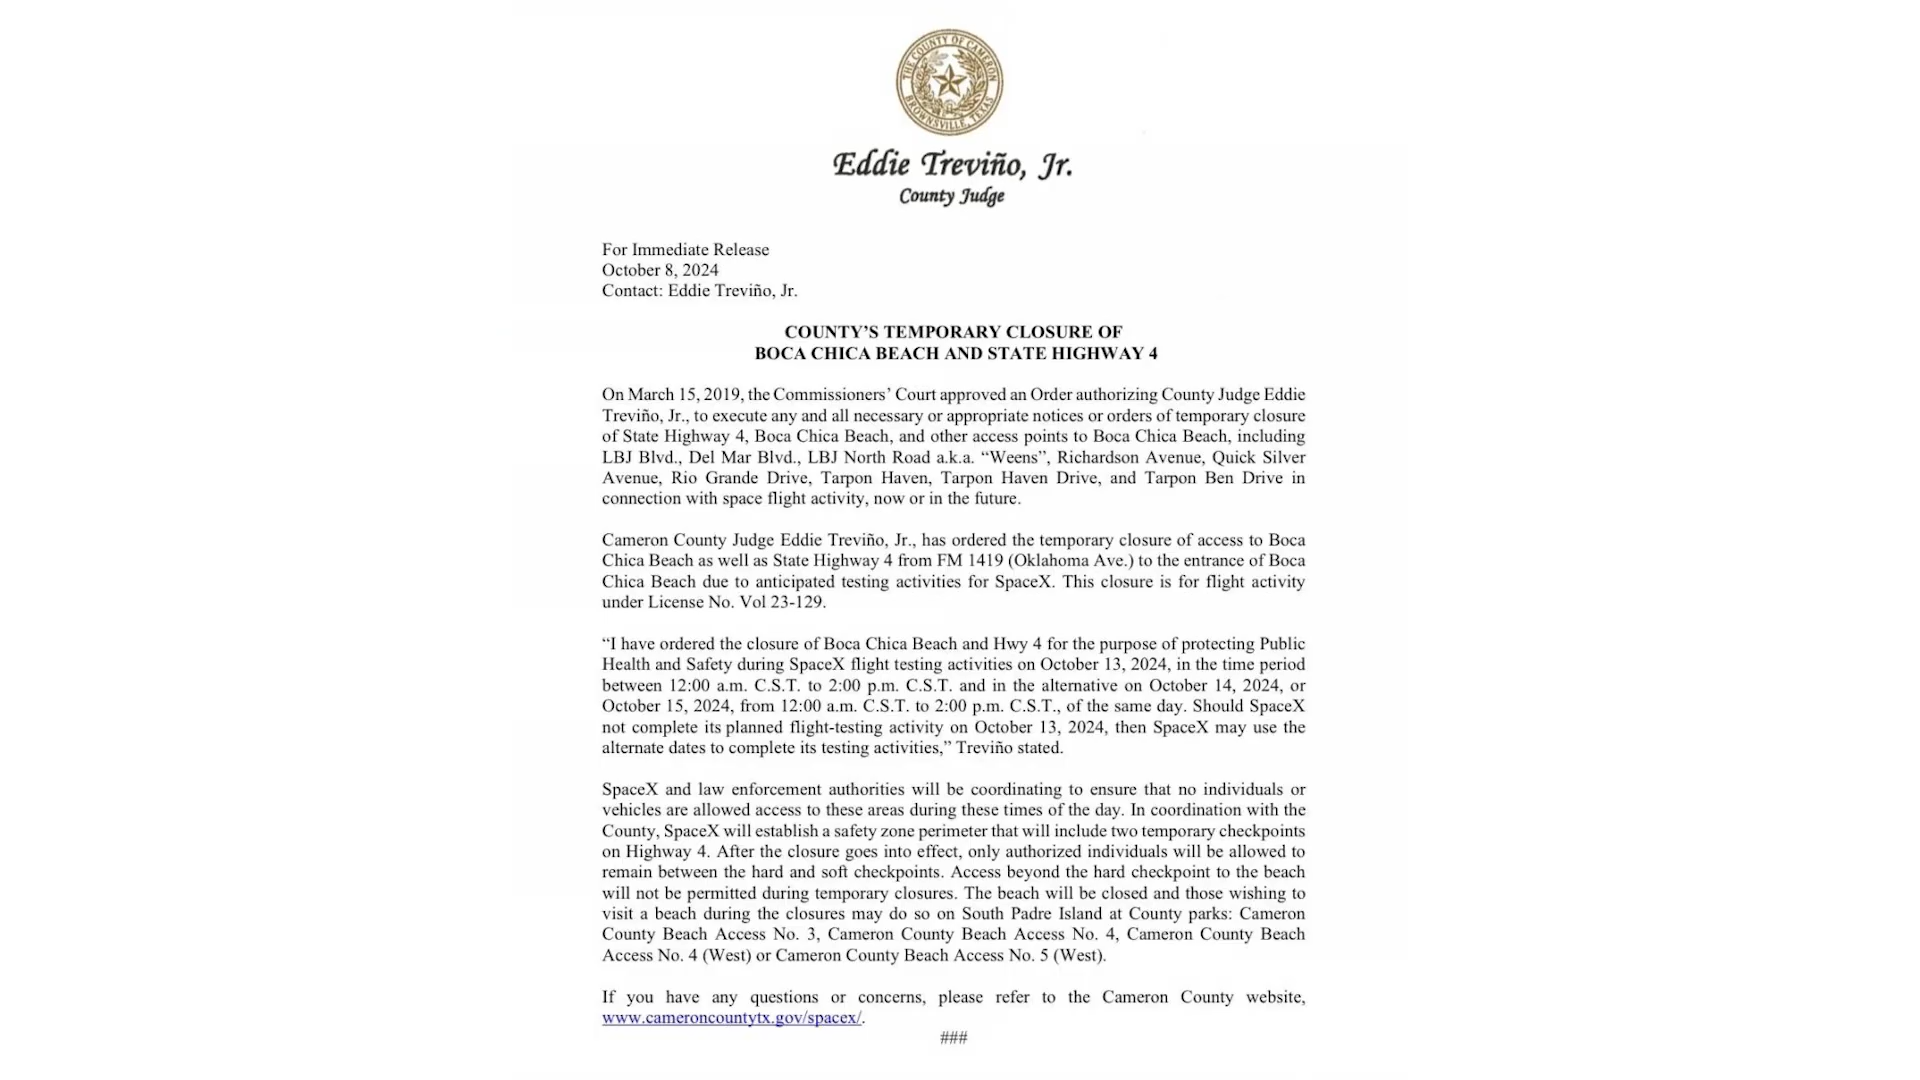 THE COUNTY OF CAMERON
BROWNSVILLE, TEXAS
Eddie Treviño, Jr.
County Judge
For Immediate Release
October 8, 2024
Contact: Eddie Treviño, Jr.
COUNTY’S TEMPORARY CLOSURE OF
BOCA CHICA BEACH AND STATE HIGHWAY 4
On March 15, 2019, the Commissioners’ Court approved an Order authorizing County Judge Eddie
Treviño, Jr., to execute any and all necessary or appropriate notices or orders of temporary closure
of State Highway 4, Boca Chica Beach, and other access points to Boca Chica Beach, including
LBJ Blvd., Del Mar Blvd., LBJ North Road a.k.a. “Weens”, Richardson Avenue, Quick Silver
Avenue, Rio Grande Drive, Tarpon Haven, Tarpon Haven Drive, and Tarpon Ben Drive in
connection with space flight activity, now or in the future.
Cameron County Judge Eddie Treviño, Jr., has ordered the temporary closure of access to Boca
Chica Beach as well as State Highway 4 from FM 1419 (Oklahoma Ave.) to the entrance of Boca
Chica Beach due to anticipated testing activities for SpaceX. This closure is for flight activity
under License No. Vol 23-129.
“I have ordered the closure of Boca Chica Beach and Hwy 4 for the purpose of protecting Public
Health and Safety during SpaceX flight testing activities on October 13, 2024, in the time period
between 12:00 a.m. C.S.T. to 2:00 p.m. C.S.T. and in the alternative on October 14, 2024, or
October 15, 2024, from 12:00 a.m. C.S.T. to 2:00 p.m. C.S.T., of the same day. Should SpaceX
not complete its planned flight-testing activity on October 13, 2024, then SpaceX may use the
alternate dates to complete its testing activities,” Treviño stated.
SpaceX and law enforcement authorities will be coordinating to ensure that no individuals or
vehicles are allowed access to these areas during these times of the day. In coordination with the
County, SpaceX will establish a safety zone perimeter that will include two temporary checkpoints
on Highway 4. After the closure goes into effect, only authorized individuals will be allowed to
remain between the hard and soft checkpoints. Access beyond the hard checkpoint to the beach
will not be permitted during temporary closures. The beach will be closed and those wishing to
visit a beach during the closures may do so on South Padre Island at County parks: Cameron
County Beach Access No. 3, Cameron County Beach Access No. 4, Cameron County Beach
Access No. 4 (West) or Cameron County Beach Access No. 5 (West).
If you have any questions or concerns, please refer to the Cameron County website,
www.cameroncountytx.gov/spacex/.
###